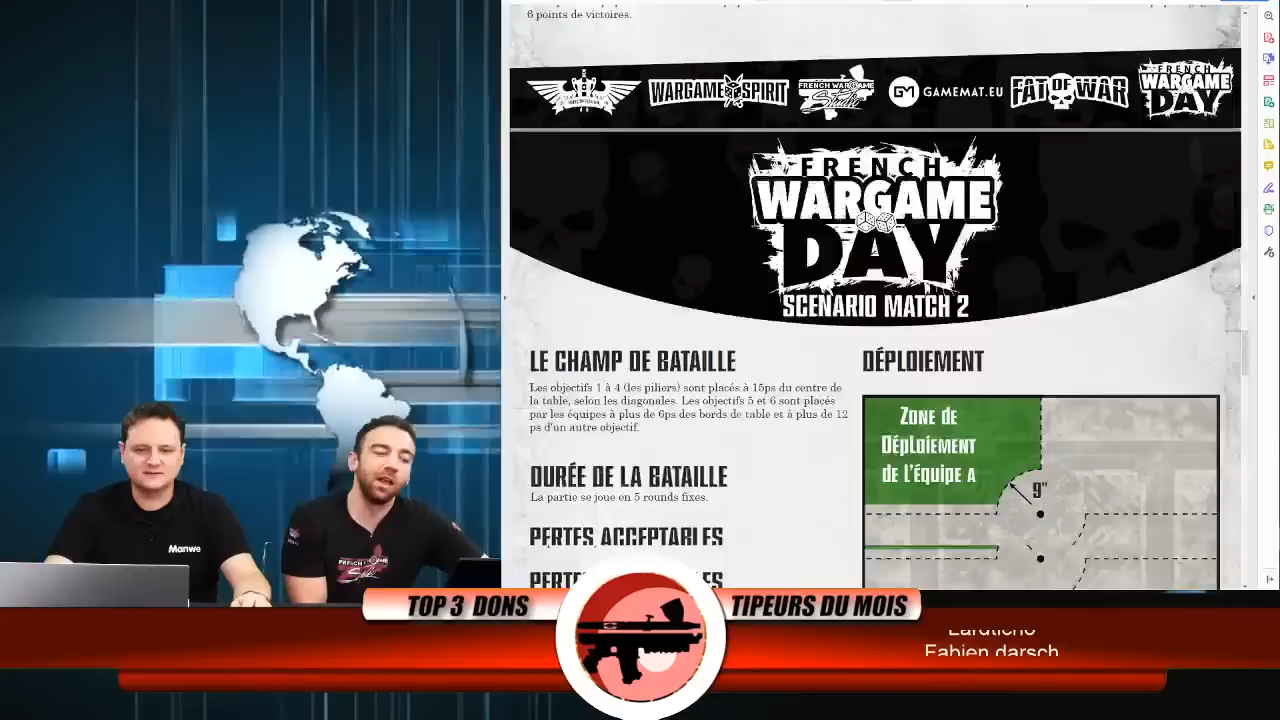 6 points de victoires.
WARGAME SPIRIT
FRENCH WARGAME
Studio
GM GAMEMAT.EU
FAT OF WAR
FRENCH
WARGAME
DAY
FRENCH
WARGAME
DAY
SCENARIO MATCH 2
LE CHAMP DE BATAILLE
Les objectifs 1 à 4 (les piliers) sont placés à 15ps du centre de
la table, selon les diagonales. Les objectifs 5 et 6 sont placés
par les équipes à plus de 6ps des bords de table et à plus de 12
ps d'un autre objectif.
DURÉE DE LA BATAILLE
La partie se joue en 5 rounds fixes.
PERTES ACCEPTABLES
DÉPLOIEMENT
Zone de
Déploiement
de l'équipe A
9"
Manwe
FRENCH WARGAME
Studio
TOP 3 DONS
TIPEURS DU MOIS
Fabien darsch